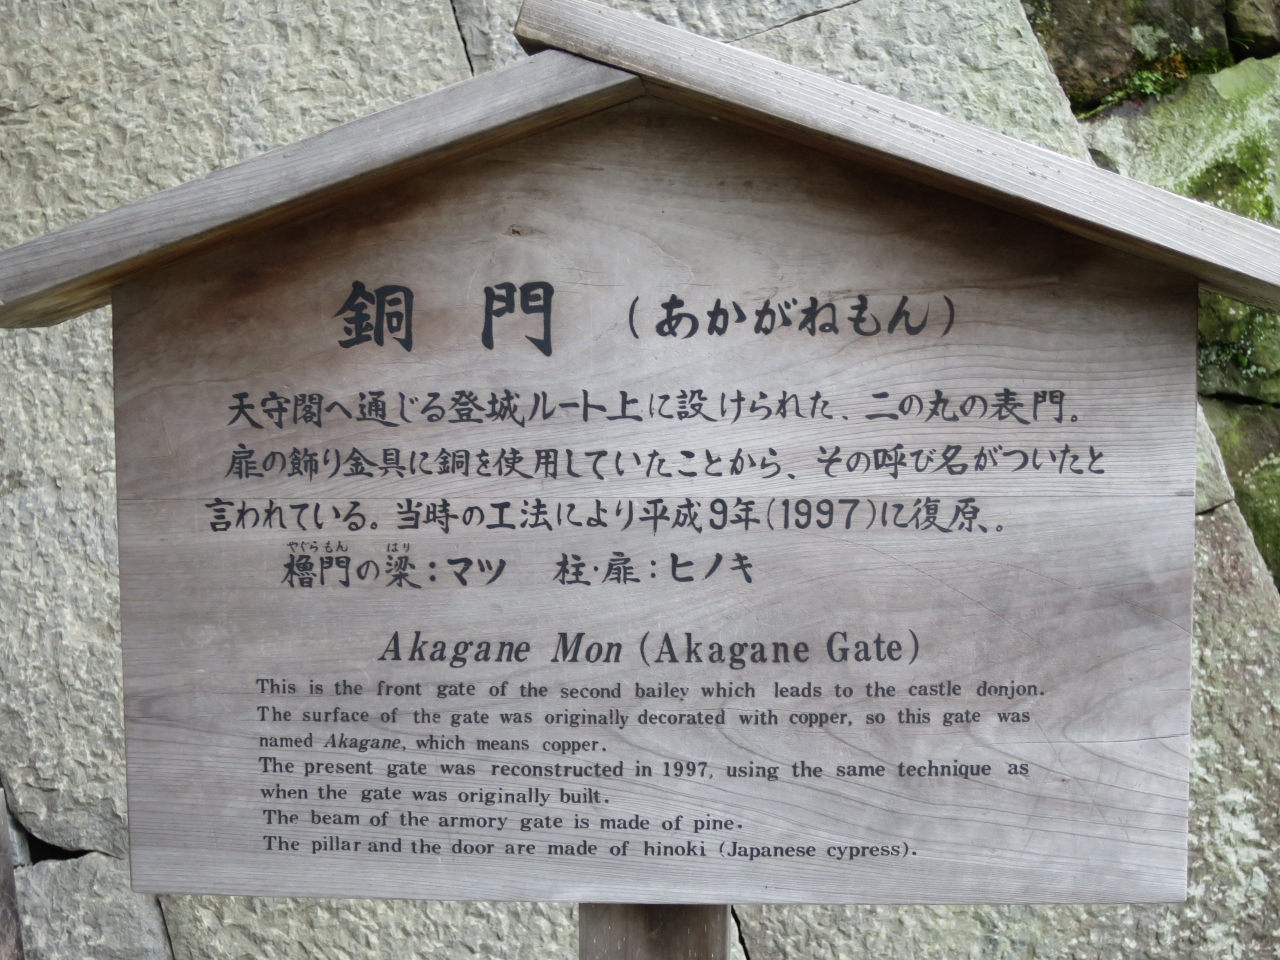 銅門 (あかがねもん)
天守閣へ通じる登城ルート上に設けられた、二の丸の表門。
扉の飾り金具に銅を使用していたことから、その呼び名がついたと
言われている。当時の工法により平成9年(1997)に復原。
やぐらもん はり
櫓門の梁:マツ 柱・扉:ヒノキ
Akagane Mon (Akagane Gate)
This is the front gate of the second bailey which leads to the castle donjon.
The surface of the gate was originally decorated with copper, so this gate was
named Akagane, which means copper.
The present gate was reconstructed in 1997, using the same technique as
when the gate was originally built.
The beam of the armory gate is made of pine.
The pillar and the door are made of hinoki (Japanese cypress).